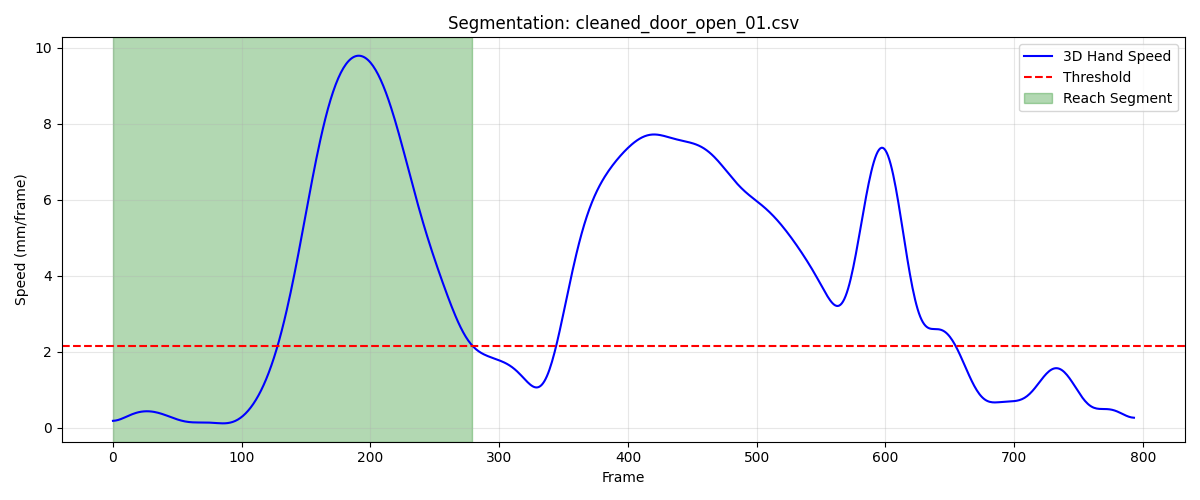 Segmentation: cleaned_door_open_01.csv
3D Hand Speed
Threshold
Reach Segment
Speed (mm/frame)
10
8
6
4
2
0
0 100 200 300 400 500 600 700 800
Frame